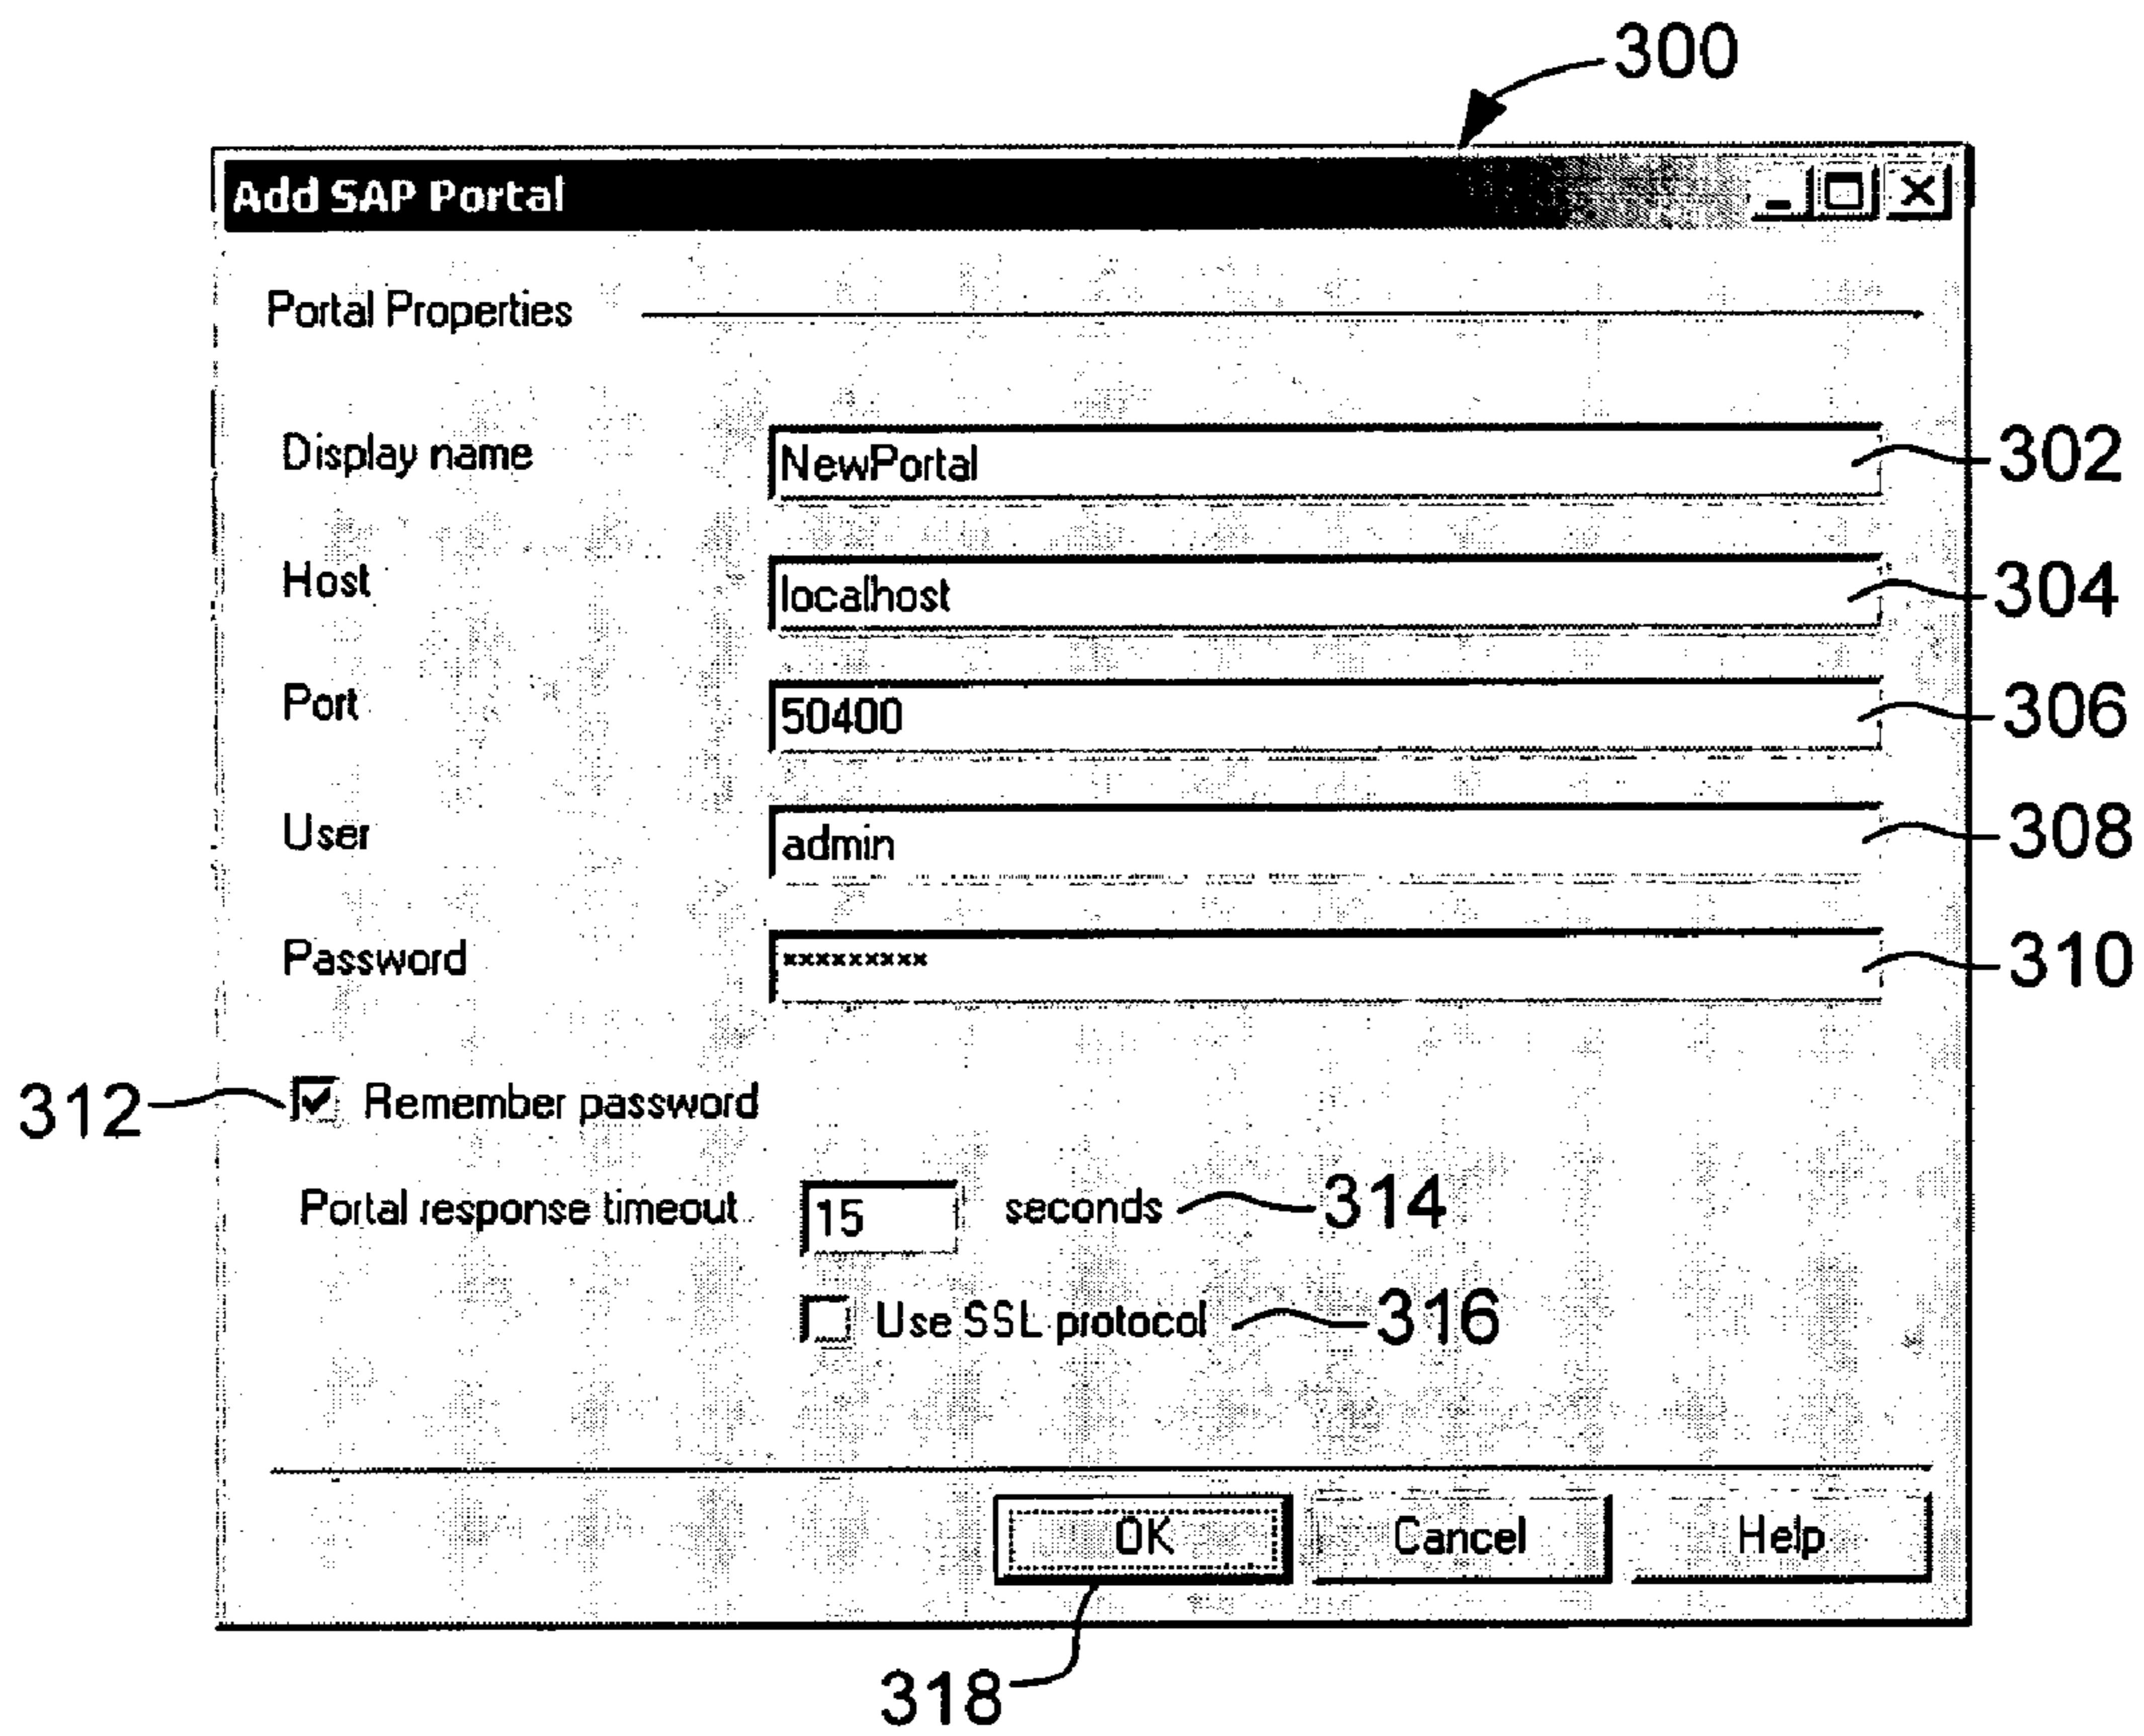 300
Add SAP Portal
Portal Properties
Display name NewPortal 302
Host localhost 304
Port 50400 306
User admin 308
Password ××××××××× 310
312 Remember password
Portal response timeout 15 seconds 314
Use SSL protocol 316
OK Cancel Help
318